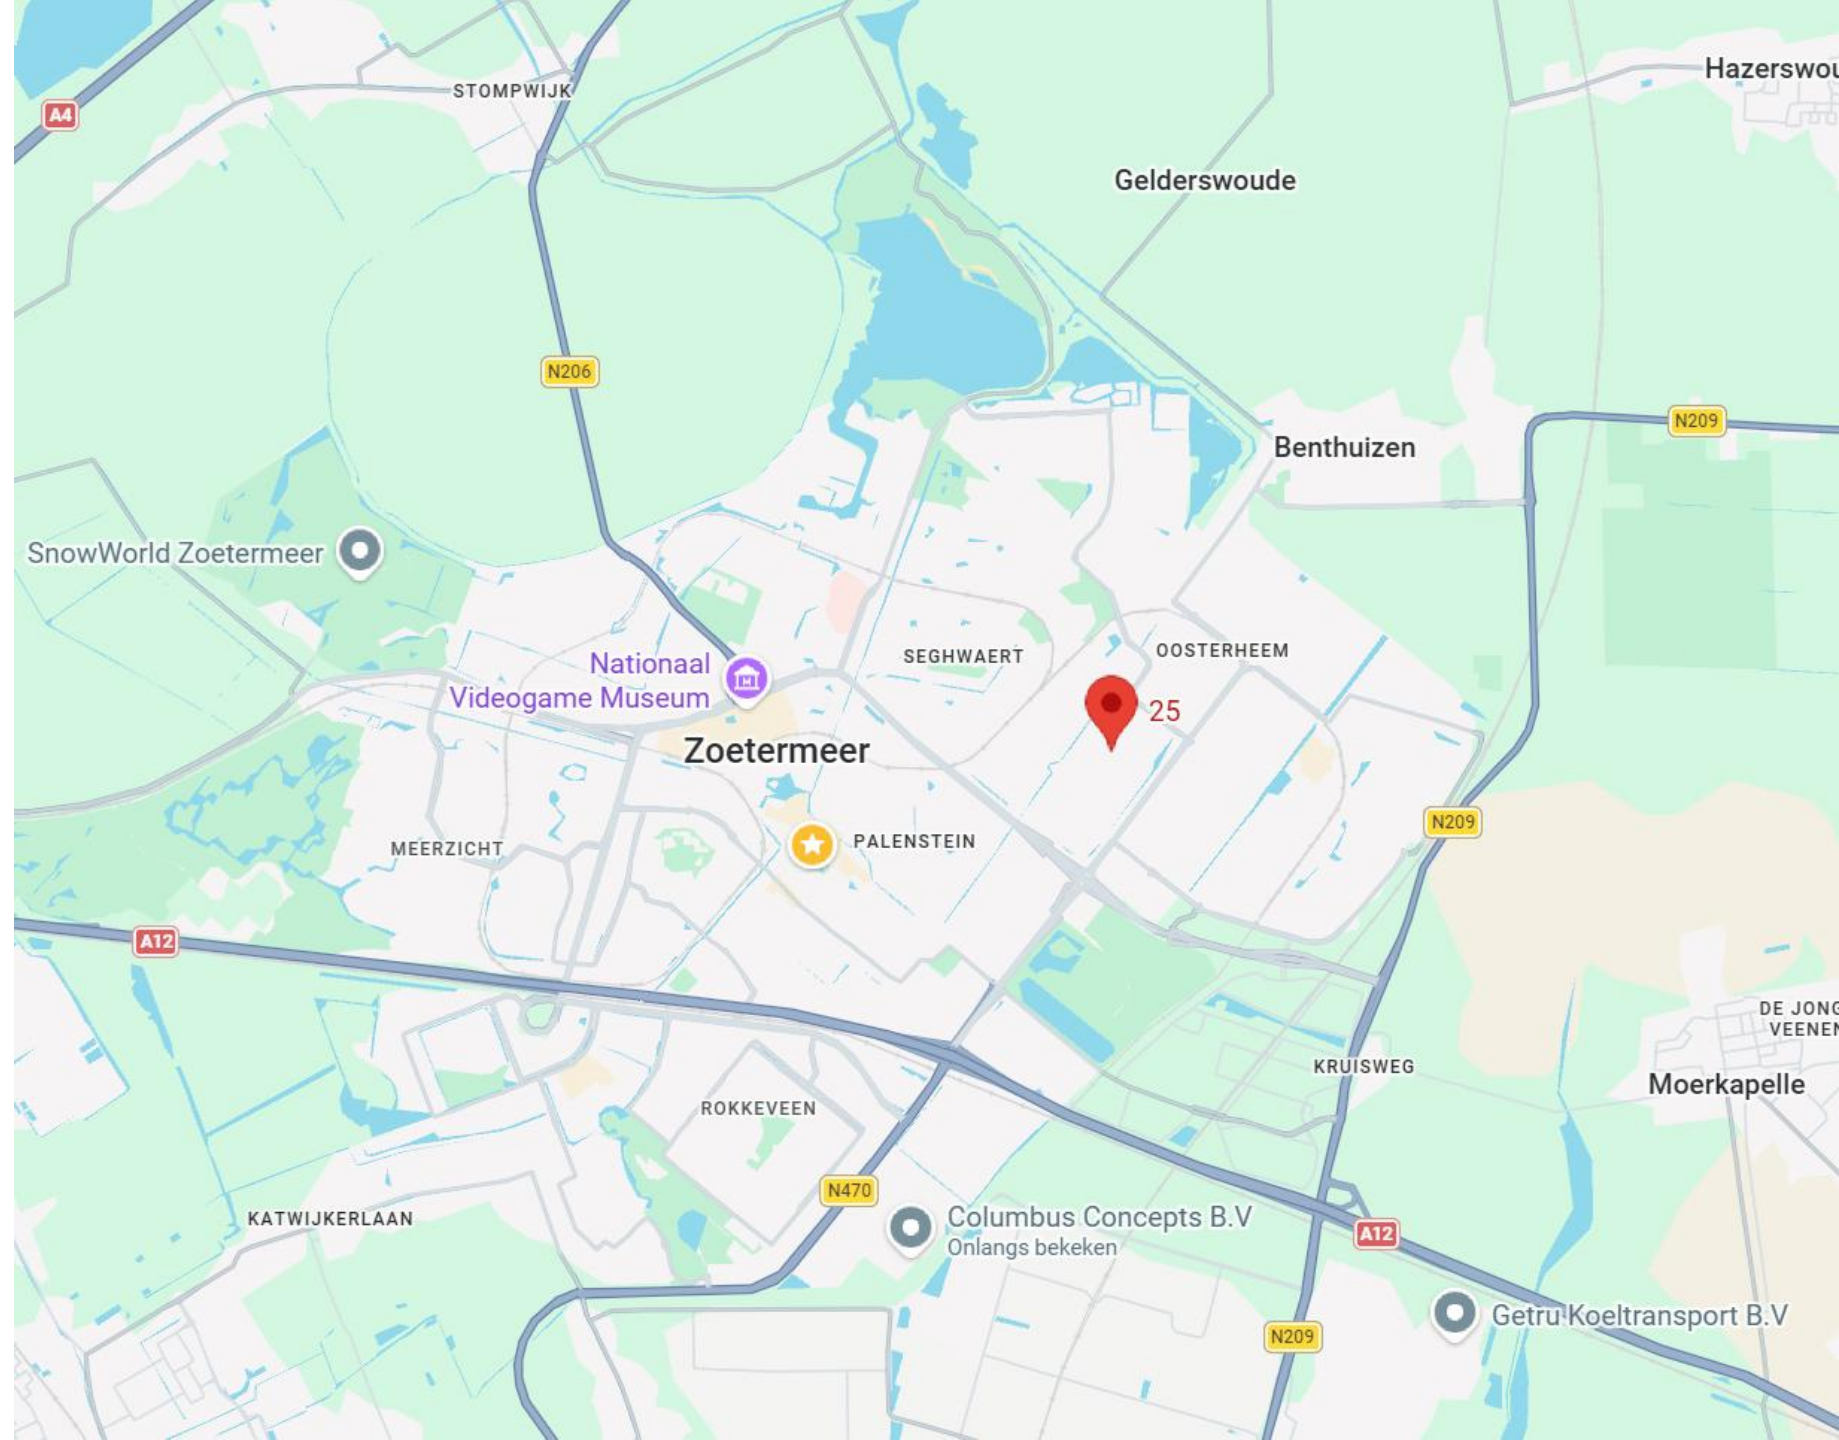 Hazerswou
STOMPWIJK
A4
Gelderswoude
N206
N209
Benthuizen
SnowWorld Zoetermeer
Nationaal
Videogame Museum
SEGHWAERT
OOSTERHEEM
25
Zoetermeer
N209
PALENSTEIN
MEERZICHT
A12
DE JONG
VEENEN
KRUISWEG
Moerkapelle
ROKKEVEEN
N470
KATWIJKERLAAN
Columbus Concepts B.V
Onlangs bekeken
A12
Getru Koeltransport B.V
N209